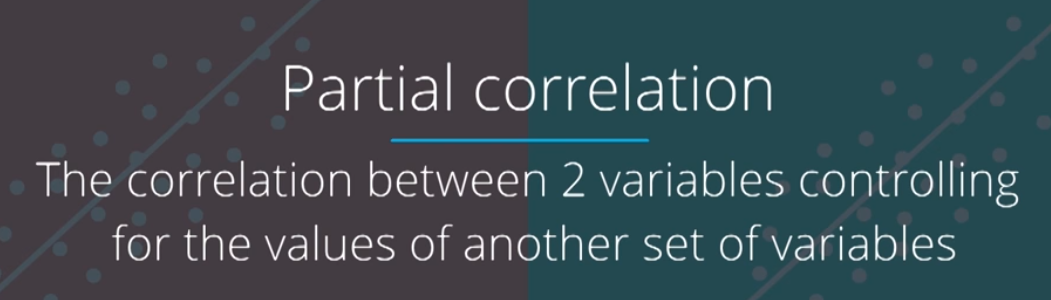 Partial correlation
The correlation between 2 variables controlling
for the values of another set of variables